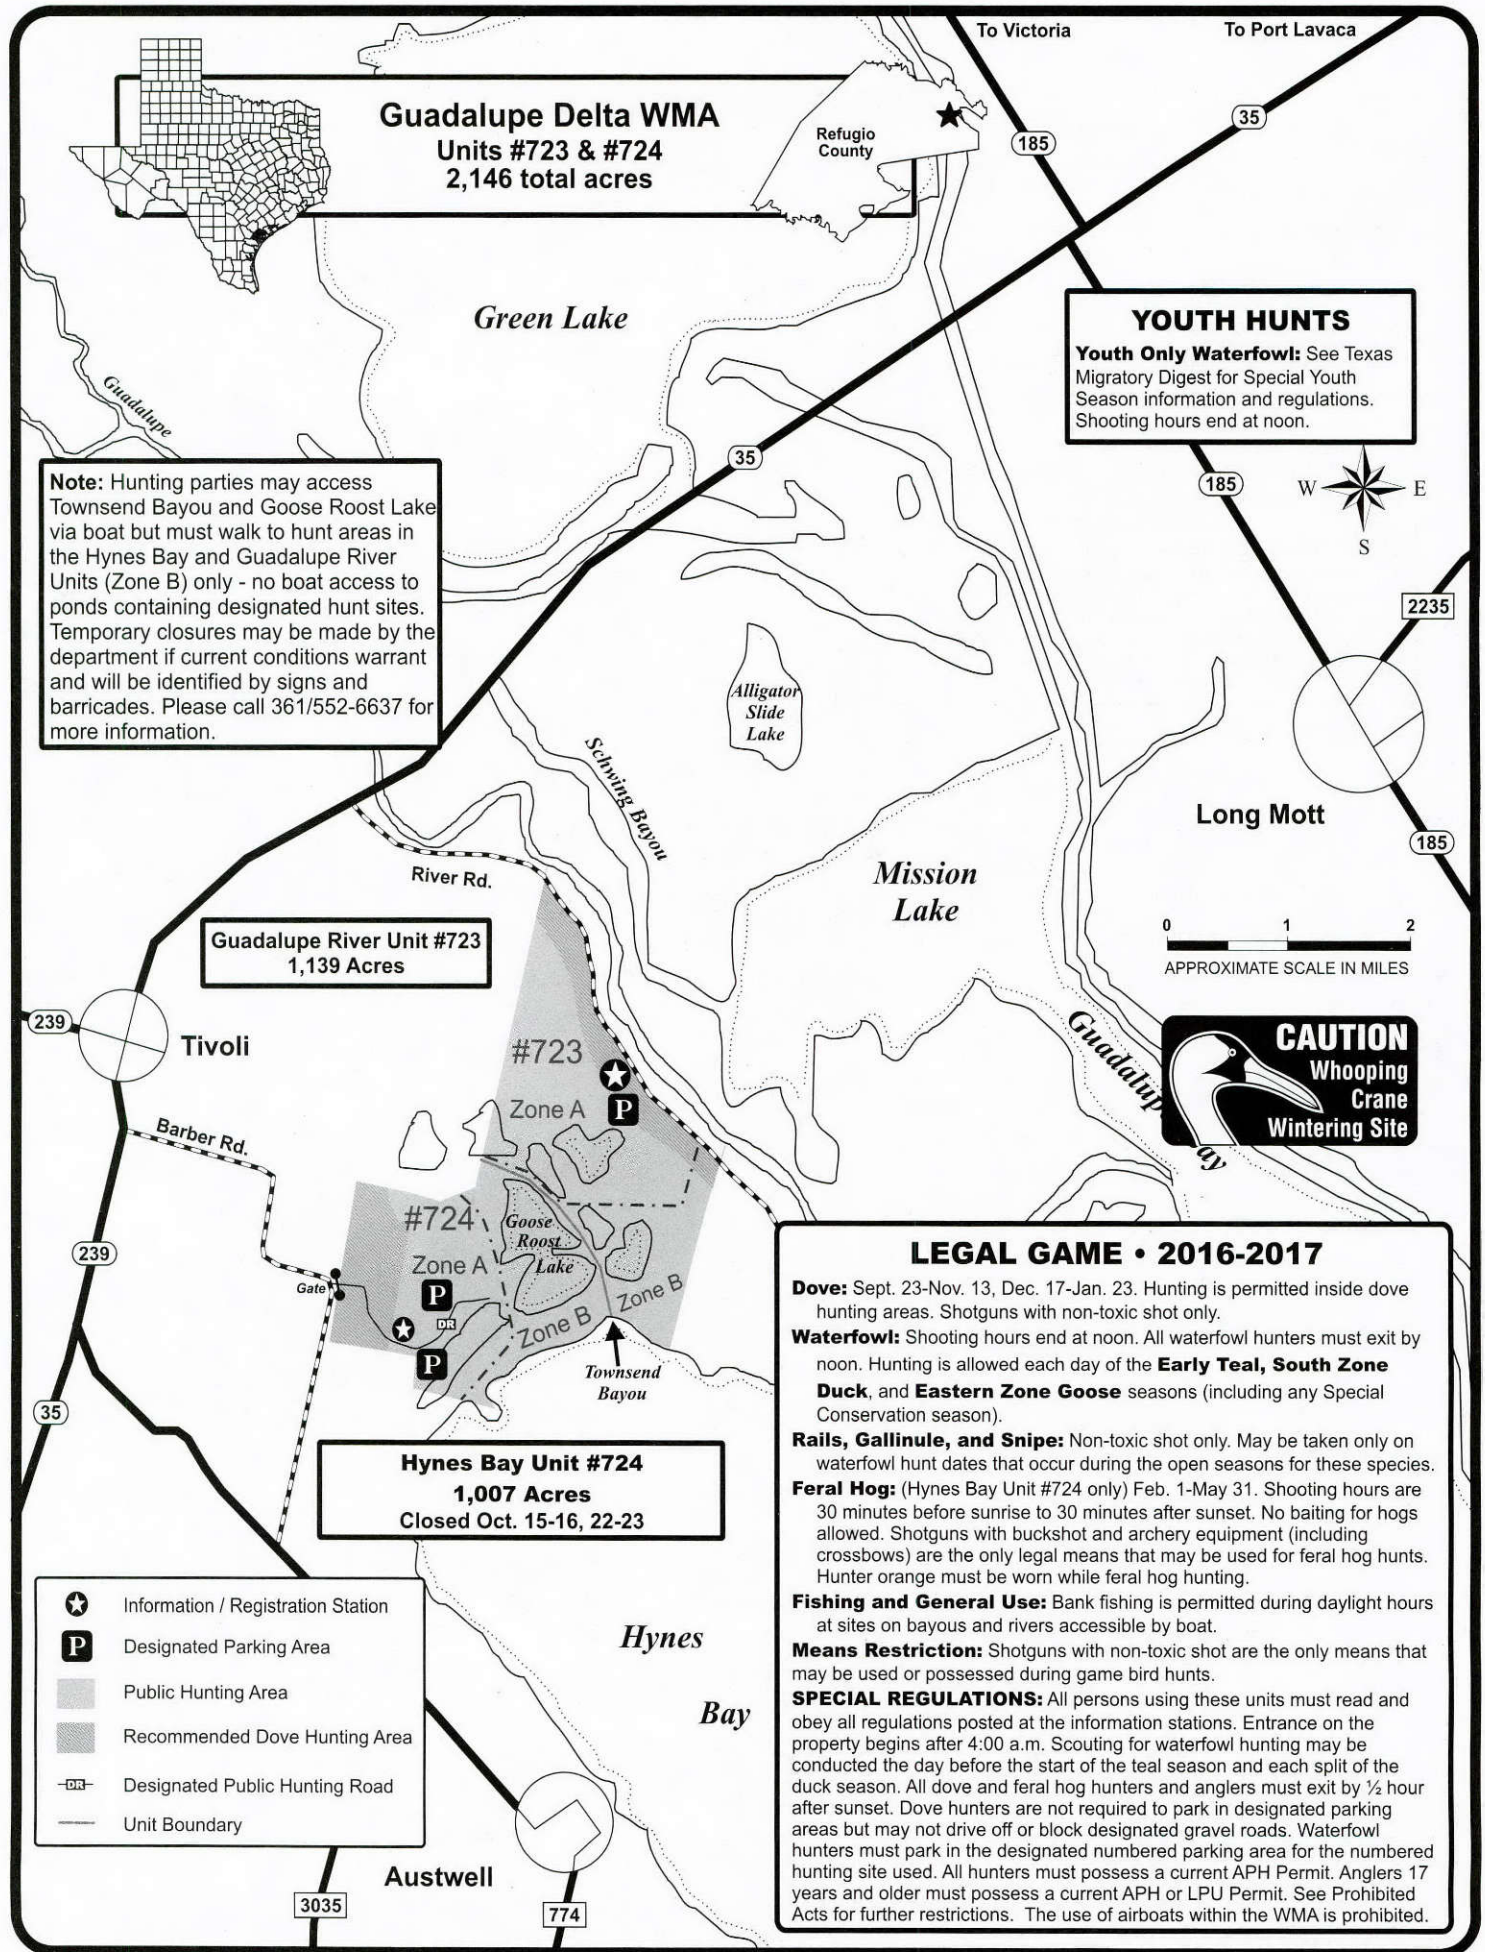 To Victoria
To Port Lavaca
Guadalupe Delta WMA
Units #723 & #724
2,146 total acres
Refugio
County
35
185
Green Lake
YOUTH HUNTS
Youth Only Waterfowl: See Texas
Migratory Digest for Special Youth
Season information and regulations.
Shooting hours end at noon.
Guadalupe
35
185
W
E
S
Note: Hunting parties may access
Townsend Bayou and Goose Roost Lake
via boat but must walk to hunt areas in
the Hynes Bay and Guadalupe River
Units (Zone B) only - no boat access to
ponds containing designated hunt sites.
Temporary closures may be made by the
department if current conditions warrant
and will be identified by signs and
barricades. Please call 361/552-6637 for
more information.
2235
Alligator
Slide
Lake
Schwing Bayou
Long Mott
185
Mission
Lake
River Rd.
0 1 2
APPROXIMATE SCALE IN MILES
Guadalupe River Unit #723
1,139 Acres
239
Tivoli
Guadalup
ay
CAUTION
Whooping
Crane
Wintering Site
#723
Zone A
P
Barber Rd.
#724
Zone A
Goose
Roost
Lake
239
Gate
P
DR
Zone B
Zone B
P
Townsend
Bayou
35
Hynes Bay Unit #724
1,007 Acres
Closed Oct. 15-16, 22-23
LEGAL GAME • 2016-2017
Dove: Sept. 23-Nov. 13, Dec. 17-Jan. 23. Hunting is permitted inside dove
hunting areas. Shotguns with non-toxic shot only.
Waterfowl: Shooting hours end at noon. All waterfowl hunters must exit by
noon. Hunting is allowed each day of the Early Teal, South Zone
Duck, and Eastern Zone Goose seasons (including any Special
Conservation season).
Rails, Gallinule, and Snipe: Non-toxic shot only. May be taken only on
waterfowl hunt dates that occur during the open seasons for these species.
Feral Hog: (Hynes Bay Unit #724 only) Feb. 1-May 31. Shooting hours are
30 minutes before sunrise to 30 minutes after sunset. No baiting for hogs
allowed. Shotguns with buckshot and archery equipment (including
crossbows) are the only legal means that may be used for feral hog hunts.
Hunter orange must be worn while feral hog hunting.
Fishing and General Use: Bank fishing is permitted during daylight hours
at sites on bayous and rivers accessible by boat.
Means Restriction: Shotguns with non-toxic shot are the only means that
may be used or possessed during game bird hunts.
SPECIAL REGULATIONS: All persons using these units must read and
obey all regulations posted at the information stations. Entrance on the
property begins after 4:00 a.m. Scouting for waterfowl hunting may be
conducted the day before the start of the teal season and each split of the
duck season. All dove and feral hog hunters and anglers must exit by ½ hour
after sunset. Dove hunters are not required to park in designated parking
areas but may not drive off or block designated gravel roads. Waterfowl
hunters must park in the designated numbered parking area for the numbered
hunting site used. All hunters must possess a current APH Permit. Anglers 17
years and older must possess a current APH or LPU Permit. See Prohibited
Acts for further restrictions. The use of airboats within the WMA is prohibited.
Information / Registration Station
P Designated Parking Area
Public Hunting Area
Recommended Dove Hunting Area
DR Designated Public Hunting Road
Unit Boundary
Hynes
Bay
Austwell
3035
774